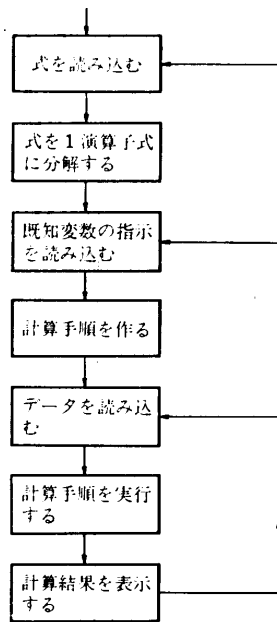 式を読み込む
式を1演算子式
に分解する
既知変数の指示
を読み込む
計算手順を作る
データを読み込
む
計算手順を実行
する
計算結果を表示
する